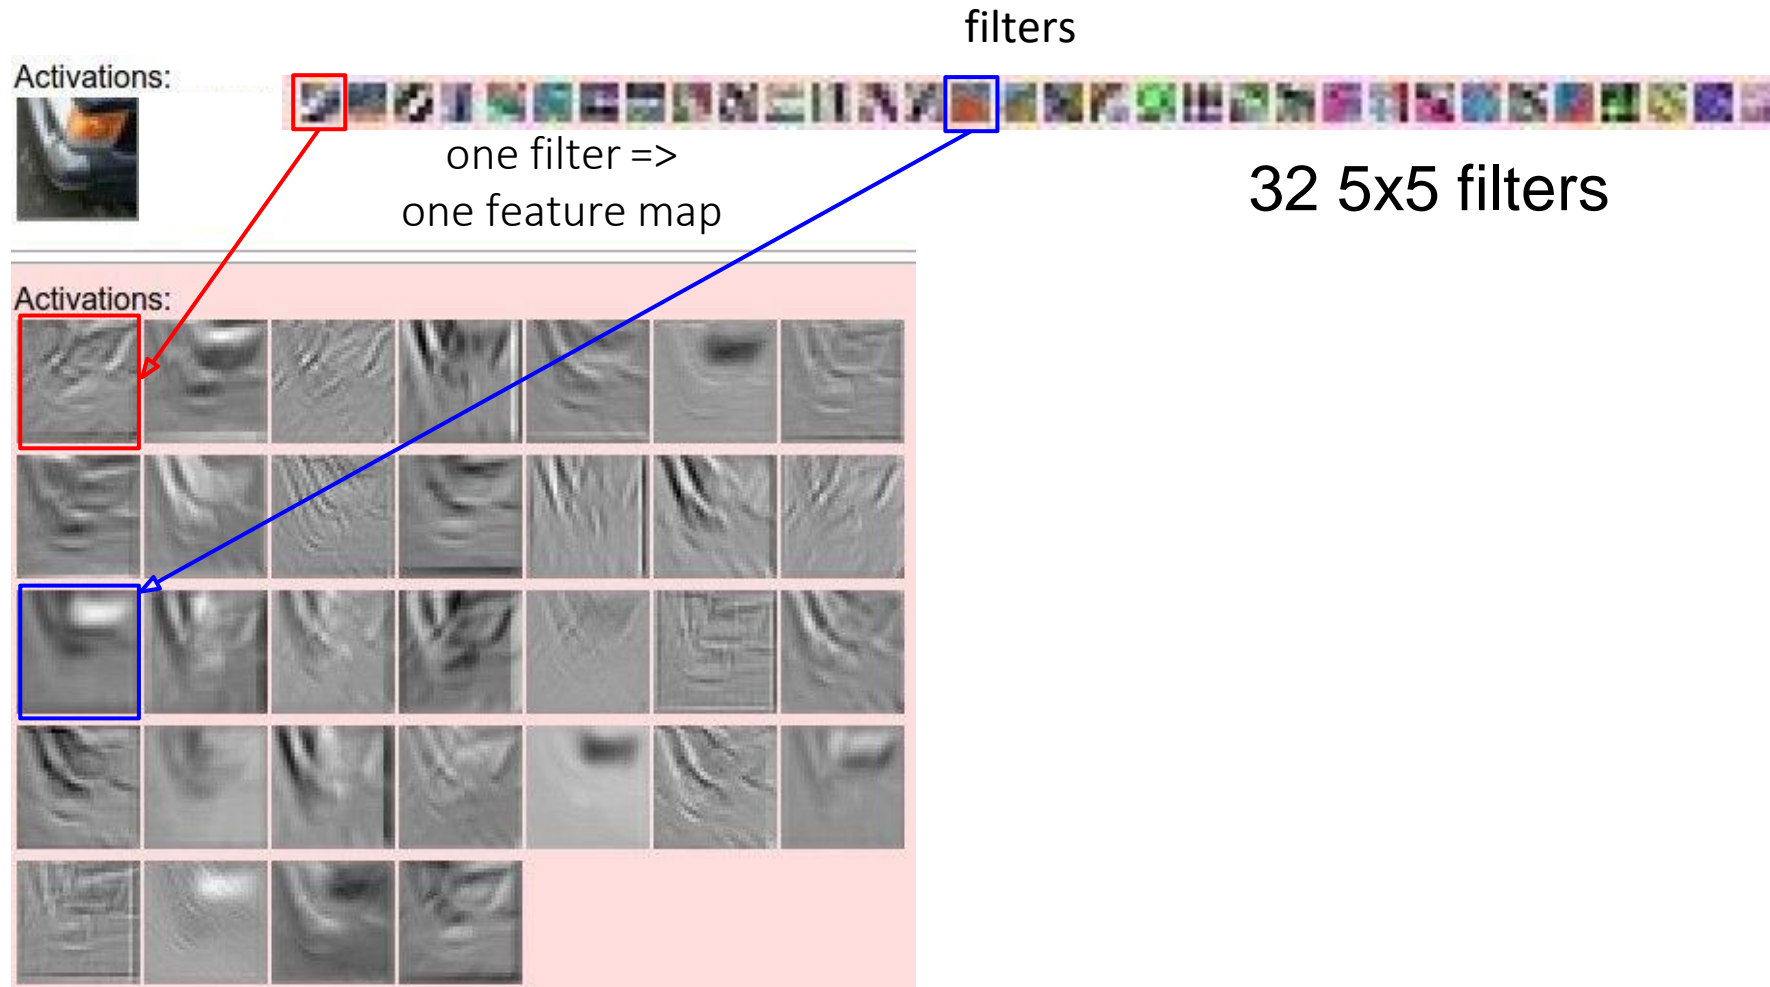 filters
Activations:
one filter =>
one feature map
32 5x5 filters
Activations: